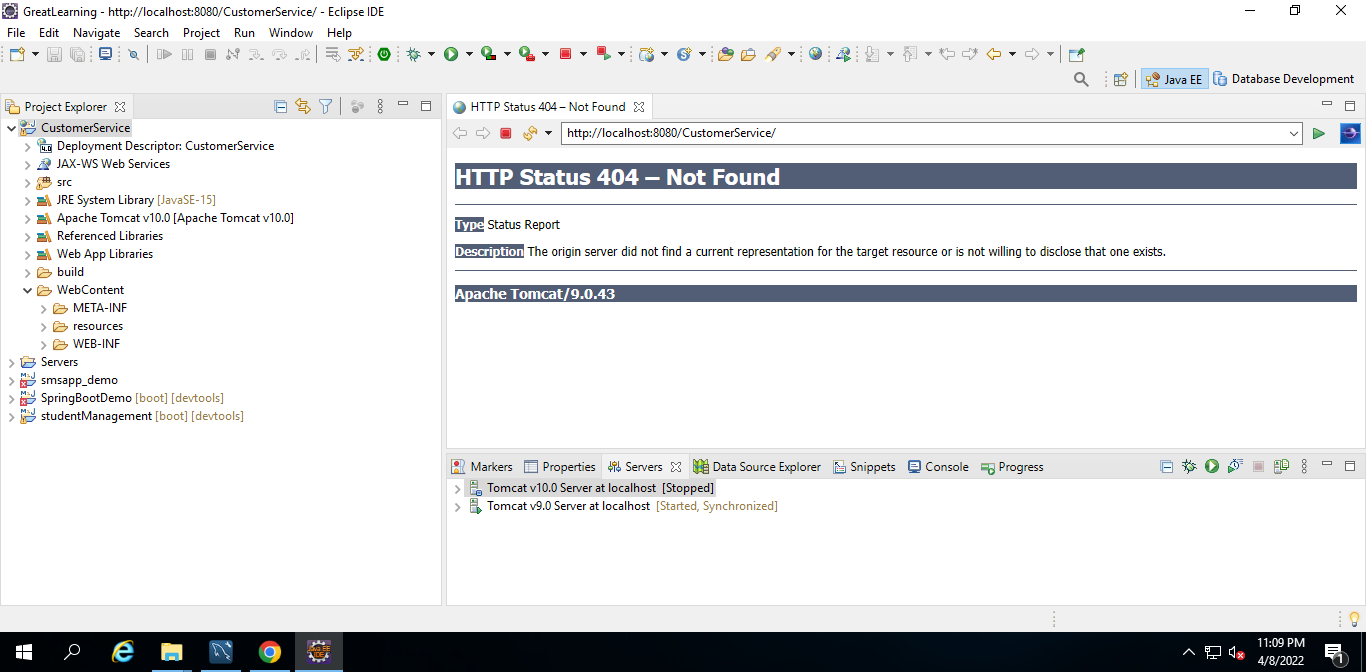 GreatLearning - http://localhost:8080/CustomerService/ - Eclipse IDE
File Edit Navigate Search Project Run Window Help
Java EE Database Development
Project Explorer
CustomerService
Deployment Descriptor: CustomerService
JAX-WS Web Services
src
JRE System Library [JavaSE-15]
Apache Tomcat v10.0 [Apache Tomcat v10.0]
Referenced Libraries
Web App Libraries
build
WebContent
META-INF
resources
WEB-INF
Servers
smsapp_demo
SpringBootDemo [boot] [devtools]
studentManagement [boot] [devtools]
HTTP Status 404 – Not Found
http://localhost:8080/CustomerService/
HTTP Status 404 – Not Found
Type Status Report
Description The origin server did not find a current representation for the target resource or is not willing to disclose that one exists.
Apache Tomcat/9.0.43
Markers Properties Servers Data Source Explorer Snippets Console Progress
Tomcat v10.0 Server at localhost [Stopped]
Tomcat v9.0 Server at localhost [Started, Synchronized]
11:09 PM
4/8/2022
1